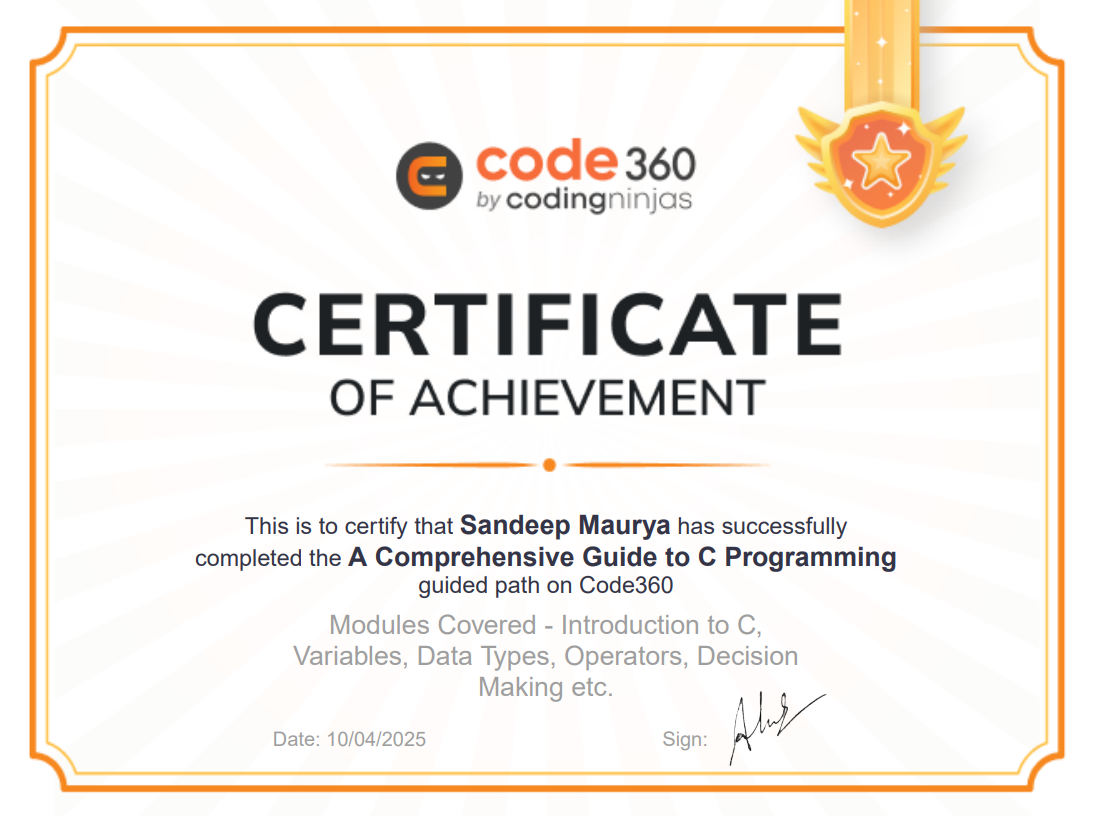 code 360
by codingninjas
CERTIFICATE
OF ACHIEVEMENT
This is to certify that Sandeep Maurya has successfully
completed the A Comprehensive Guide to C Programming
guided path on Code360
Modules Covered - Introduction to C,
Variables, Data Types, Operators, Decision
Making etc.
Date: 10/04/2025
Sign: